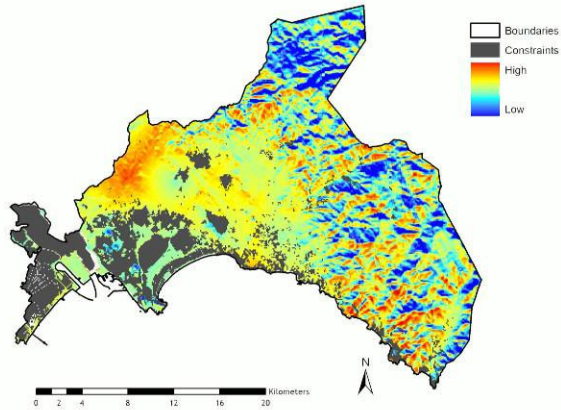 Boundaries
Constraints
High
Low
N
Kilometers
0 2 4 8 12 16 20